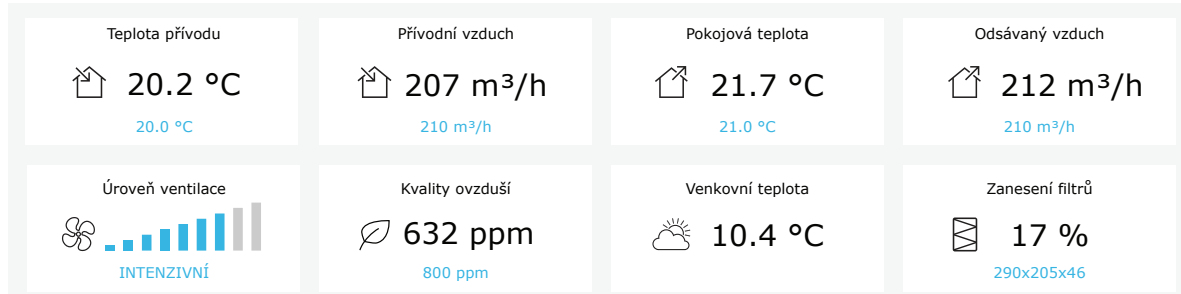 Teplota přívodu
20.2 °C
20.0 °C
Přívodní vzduch
207 m³/h
210 m³/h
Pokojová teplota
21.7 °C
21.0 °C
Odsávaný vzduch
212 m³/h
210 m³/h
Úroveň ventilace
INTENZIVNÍ
Kvality ovzduší
632 ppm
800 ppm
Venkovní teplota
10.4 °C
Zanesení filtrů
17 %
290x205x46